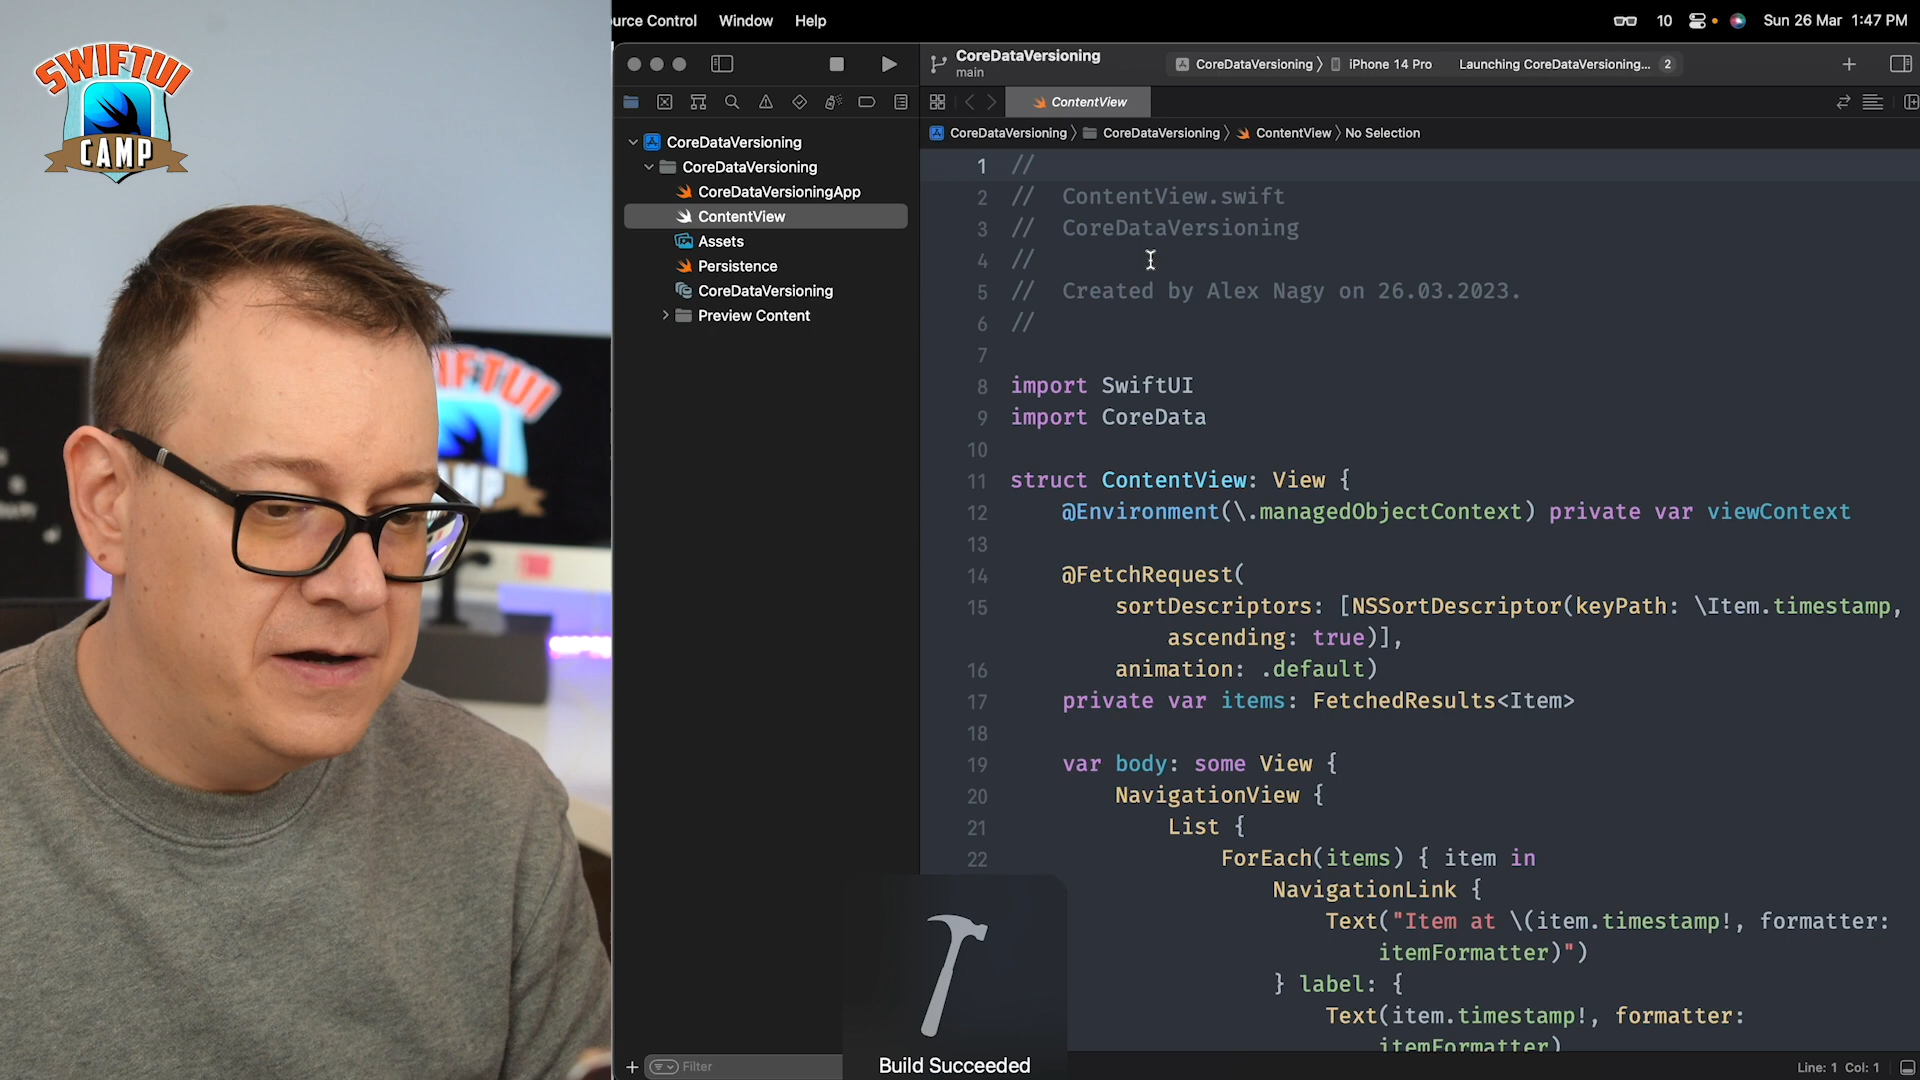 SWIFTUI
CAMP
urce Control Window Help
10 Sun 26 Mar 1:47 PM
CoreDataVersioning
main
CoreDataVersioning iPhone 14 Pro Launching CoreDataVersioning... 2
ContentView
CoreDataVersioning CoreDataVersioning ContentView No Selection
CoreDataVersioning
CoreDataVersioning
CoreDataVersioningApp
ContentView
Assets
Persistence
CoreDataVersioning
Preview Content
1 //
2 // ContentView.swift
3 // CoreDataVersioning
4 //
5 // Created by Alex Nagy on 26.03.2023.
6 //
7
8 import SwiftUI
9 import CoreData
10
11 struct ContentView: View {
12 @Environment(\.managedObjectContext) private var viewContext
13
14 @FetchRequest(
15 sortDescriptors: [NSSortDescriptor(keyPath: \Item.timestamp,
ascending: true)],
16 animation: .default)
17 private var items: FetchedResults<Item>
18
19 var body: some View {
20 NavigationView {
21 List {
22 ForEach(items) { item in
NavigationLink {
Text("Item at \(item.timestamp!, formatter:
itemFormatter)")
} label: {
Text(item.timestamp!, formatter:
itemFormatter)
Build Succeeded
Filter
Line: 1 Col: 1